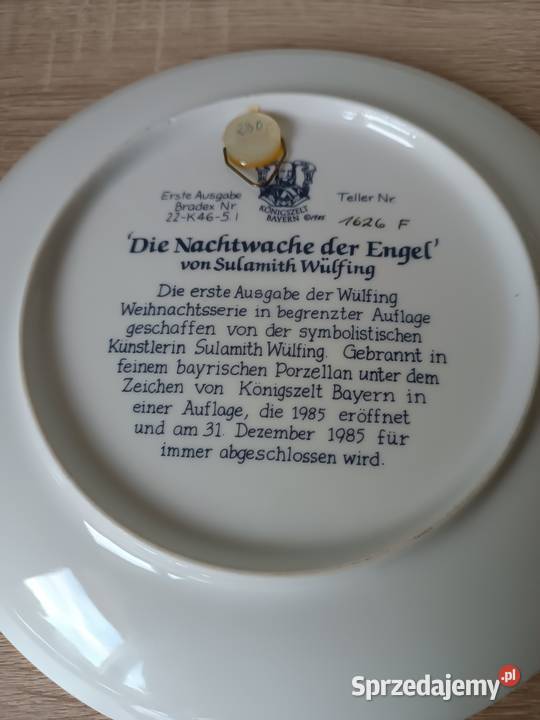 230
Erste Ausgabe
Bradex Nr
22-K46-5.1
KÖNIGSZELT
BAYERN ©1985
Teller Nr
1626 F
'Die Nachtwache der Engel'
von Sulamith Wülfing
Die erste Ausgabe der Wülfing
Weihnachtsserie in begrenzter Auflage
geschaffen von der symbolistischen
Künstlerin Sulamith Wülfing. Gebrannt in
feinem bayrischen Porzellan unter dem
Zeichen von Königszelt Bayern in
einer Auflage, die 1985 eröffnet
und am 31. Dezember 1985 für
immer abgeschlossen wird.
Sprzedajemy.pl